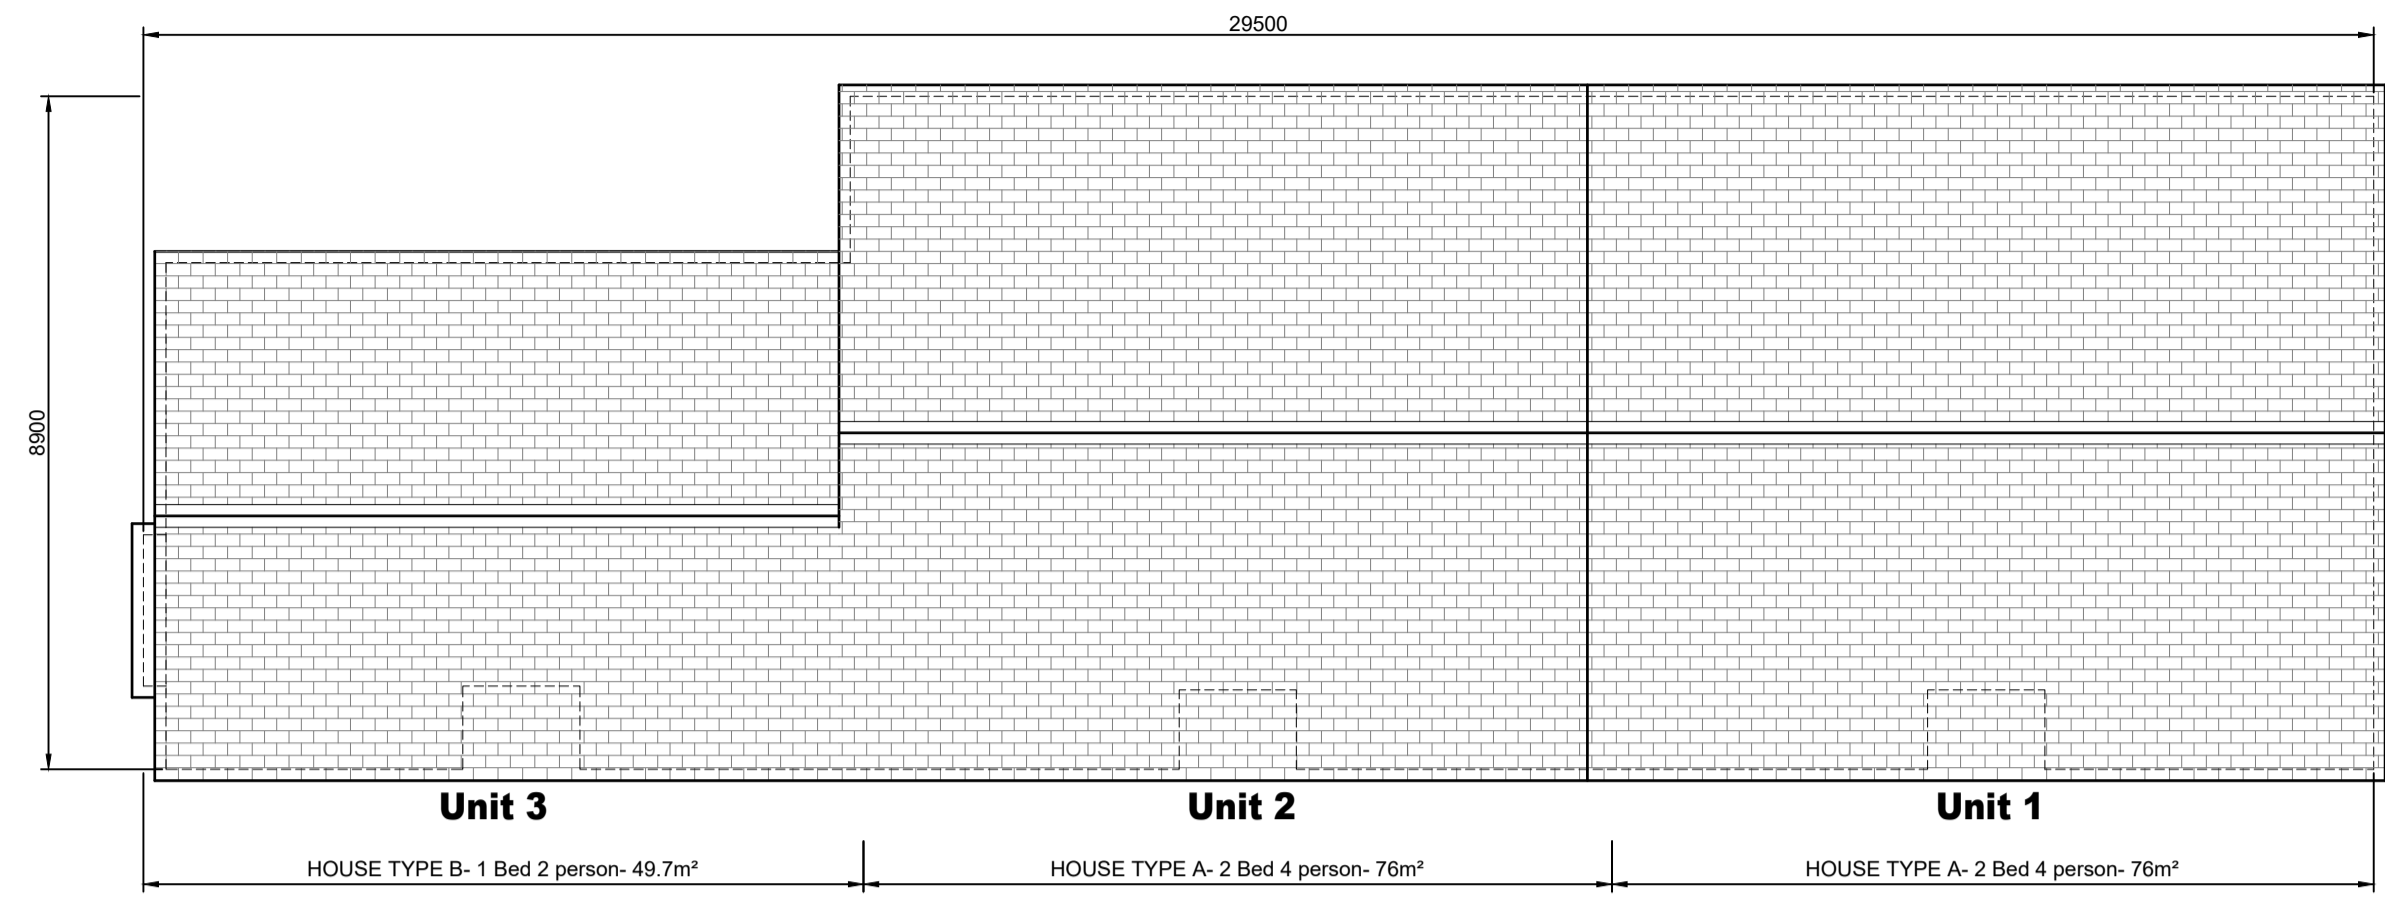 29500
8900
Unit 3
Unit 2
Unit 1
HOUSE TYPE B- 1 Bed 2 person- 49.7m²
HOUSE TYPE A- 2 Bed 4 person- 76m²
HOUSE TYPE A- 2 Bed 4 person- 76m²